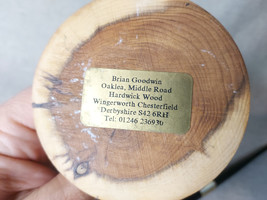 Brian Goodwin
Oaklea, Middle Road
Hardwick Wood
Wingerworth Chesterfield
Derbyshire S42 6RH
Tel: 01246 236930